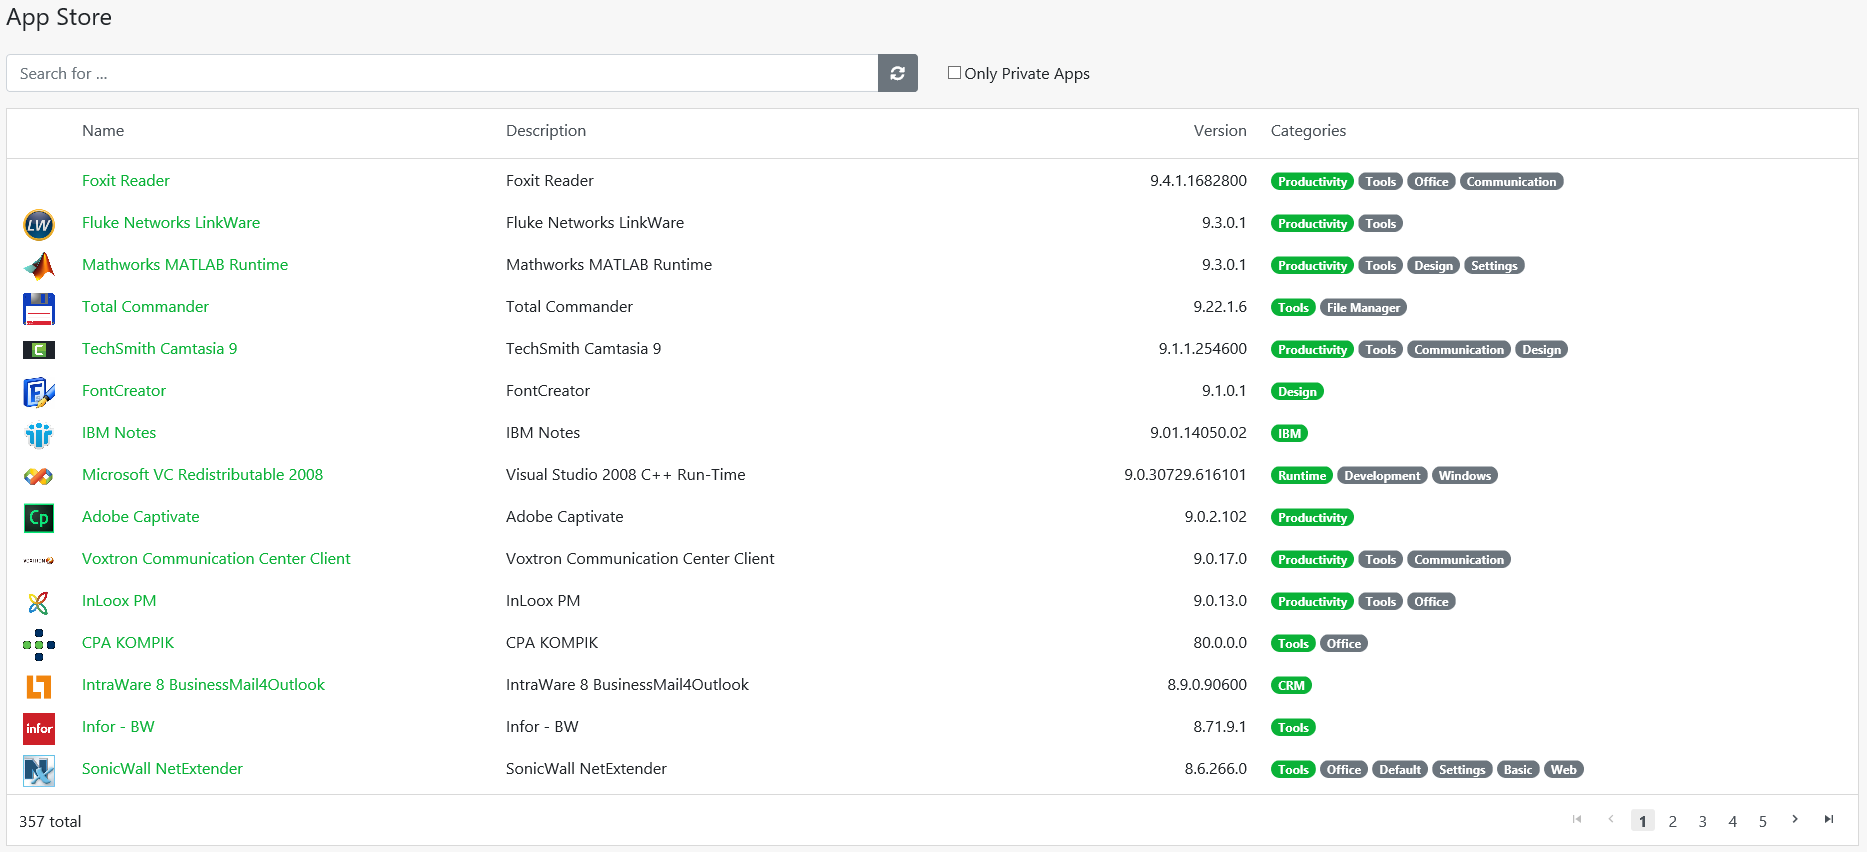 App Store
Search for ...
Only Private Apps
Name Description Version Categories
Foxit Reader Foxit Reader 9.4.1.1682800 Productivity Tools Office Communication
LW Fluke Networks LinkWare Fluke Networks LinkWare 9.3.0.1 Productivity Tools
Mathworks MATLAB Runtime Mathworks MATLAB Runtime 9.3.0.1 Productivity Tools Design Settings
Total Commander Total Commander 9.22.1.6 Tools File Manager
C TechSmith Camtasia 9 TechSmith Camtasia 9 9.1.1.254600 Productivity Tools Communication Design
F FontCreator FontCreator 9.1.0.1 Design
IBM Notes IBM Notes 9.01.14050.02 IBM
Microsoft VC Redistributable 2008 Visual Studio 2008 C++ Run-Time 9.0.30729.616101 Runtime Development Windows
Cp Adobe Captivate Adobe Captivate 9.0.2.102 Productivity
Voxtron Communication Center Client Voxtron Communication Center Client 9.0.17.0 Productivity Tools Communication
InLoox PM InLoox PM 9.0.13.0 Productivity Tools Office
CPA KOMPIK CPA KOMPIK 80.0.0.0 Tools Office
IntraWare 8 BusinessMail4Outlook IntraWare 8 BusinessMail4Outlook 8.9.0.90600 CRM
infor Infor - BW Infor - BW 8.71.9.1 Tools
SonicWall NetExtender SonicWall NetExtender 8.6.266.0 Tools Office Default Settings Basic Web
357 total 1 2 3 4 5